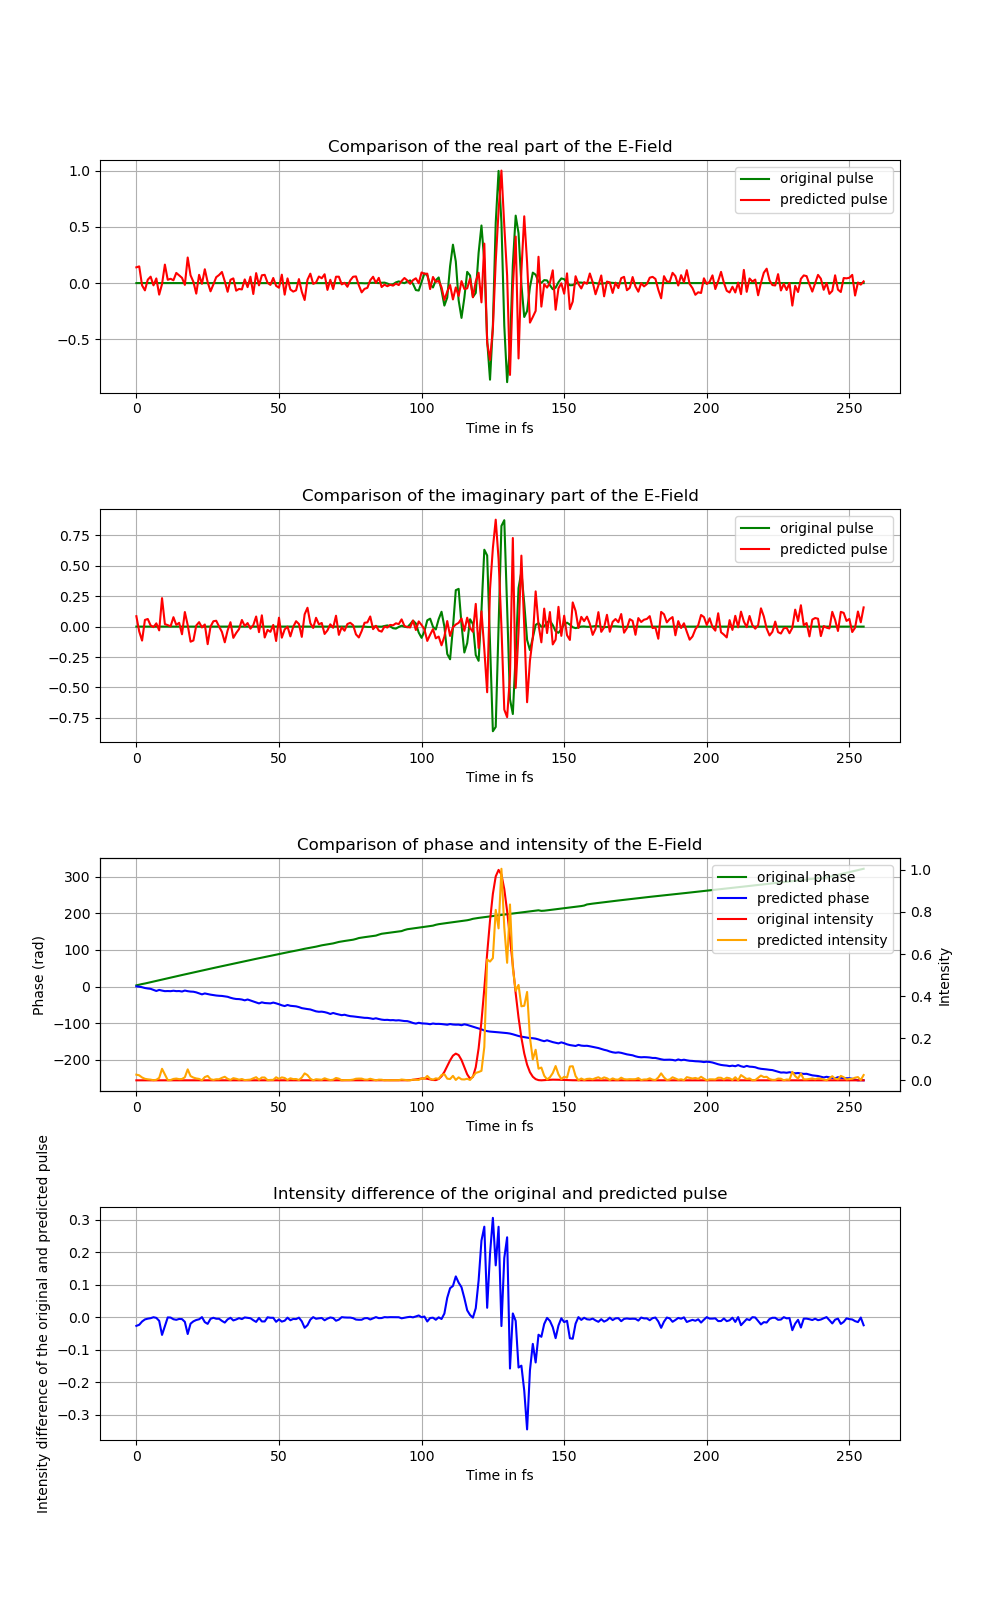 Comparison of the real part of the E-Field
1.0
0.5
0.0
−0.5
original pulse
predicted pulse
0 50 100 150 200 250
Time in fs
Comparison of the imaginary part of the E-Field
0.75
0.50
0.25
0.00
−0.25
−0.50
−0.75
original pulse
predicted pulse
0 50 100 150 200 250
Time in fs
Comparison of phase and intensity of the E-Field
Phase (rad)
300
200
100
0
−100
−200
original phase
predicted phase
original intensity
predicted intensity
1.0
0.8
0.6
0.4
0.2
0.0
Intensity
0 50 100 150 200 250
Time in fs
Intensity difference of the original and predicted pulse
Intensity difference of the original and predicted pulse
0.3
0.2
0.1
0.0
−0.1
−0.2
−0.3
0 50 100 150 200 250
Time in fs